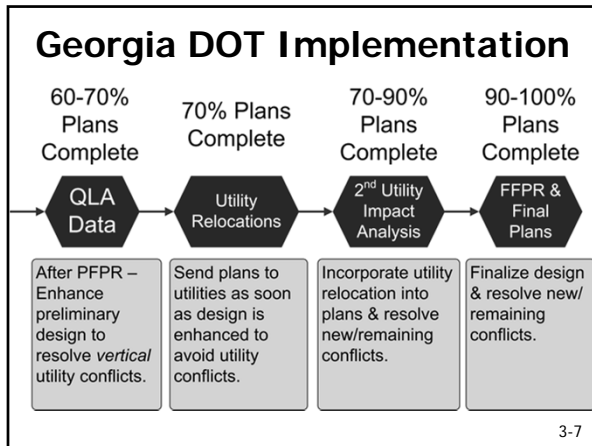 Georgia DOT Implementation
60-70%
Plans
Complete
70% Plans
Complete
70-90%
Plans
Complete
90-100%
Plans
Complete
QLA
Data
Utility
Relocations
2nd Utility
Impact
Analysis
FFPR &
Final
Plans
After PFPR –
Enhance
preliminary
design to
resolve vertical
utility conflicts.
Send plans to
utilities as soon
as design is
enhanced to
avoid utility
conflicts.
Incorporate utility
relocation into
plans & resolve
new/remaining
conflicts.
Finalize design
& resolve new/
remaining
conflicts.
3-7